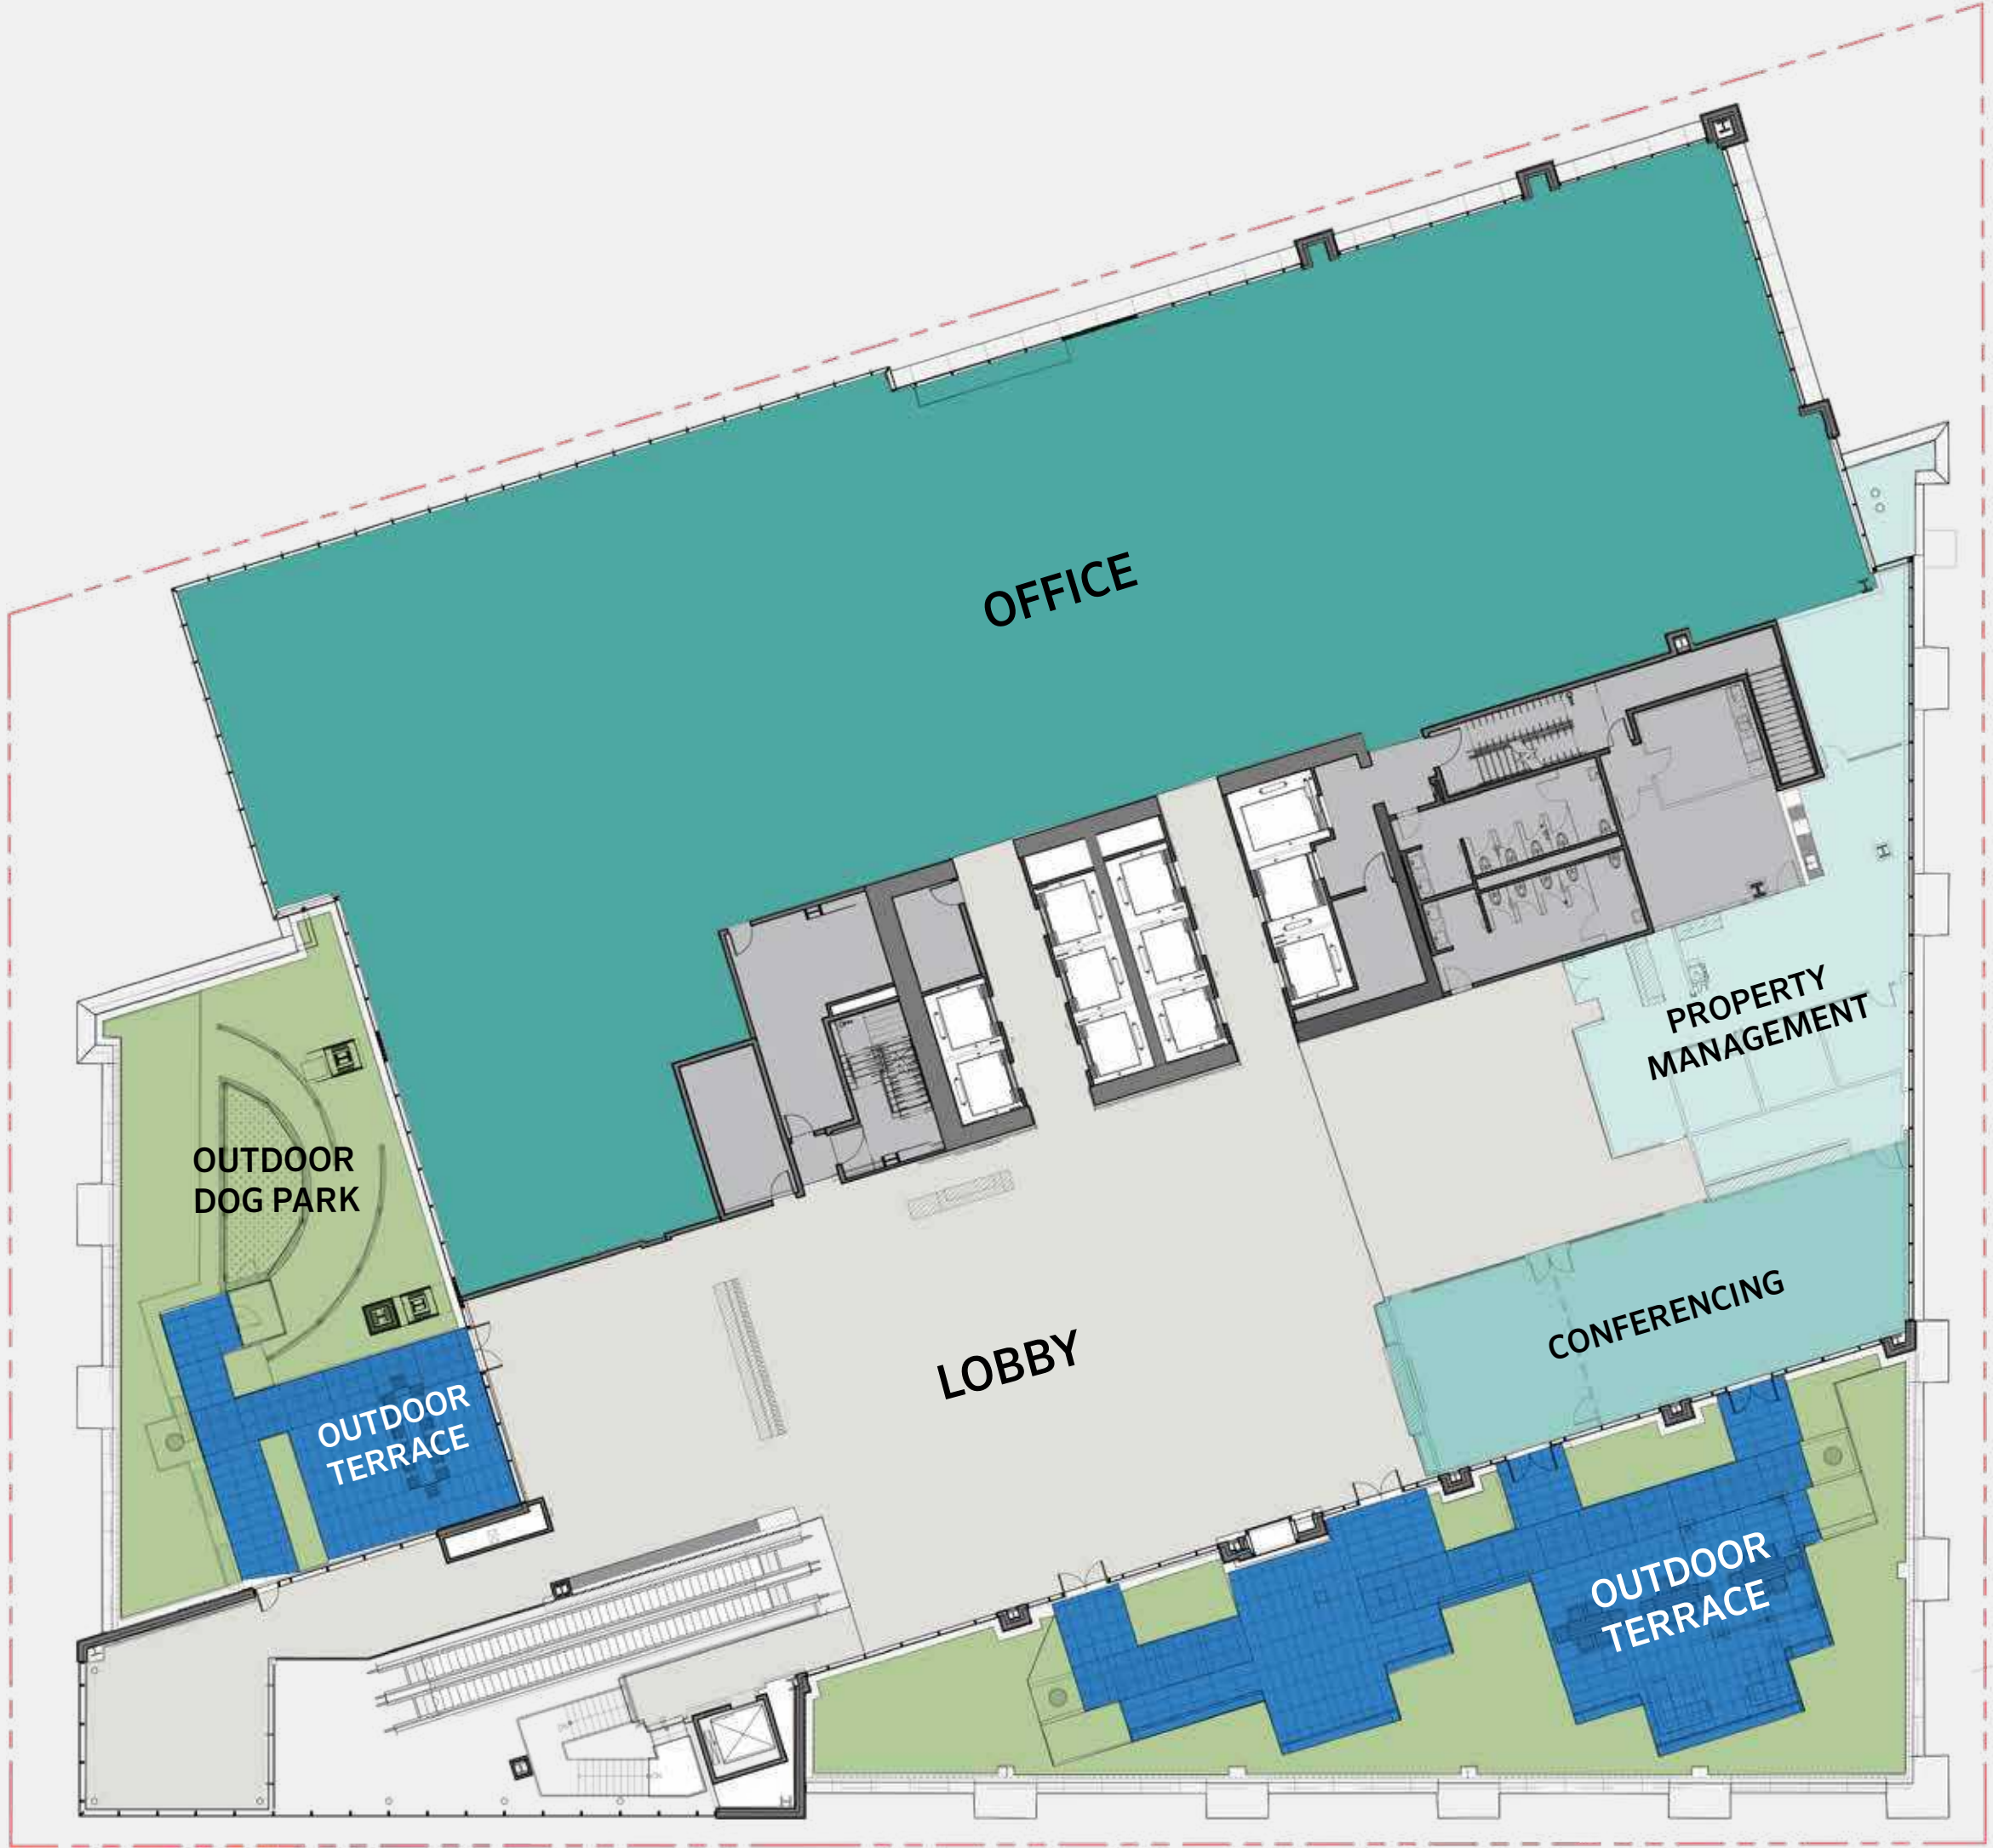 OFFICE
PROPERTY
MANAGEMENT
OUTDOOR
DOG PARK
CONFERENCING
LOBBY
OUTDOOR
TERRACE
OUTDOOR
TERRACE